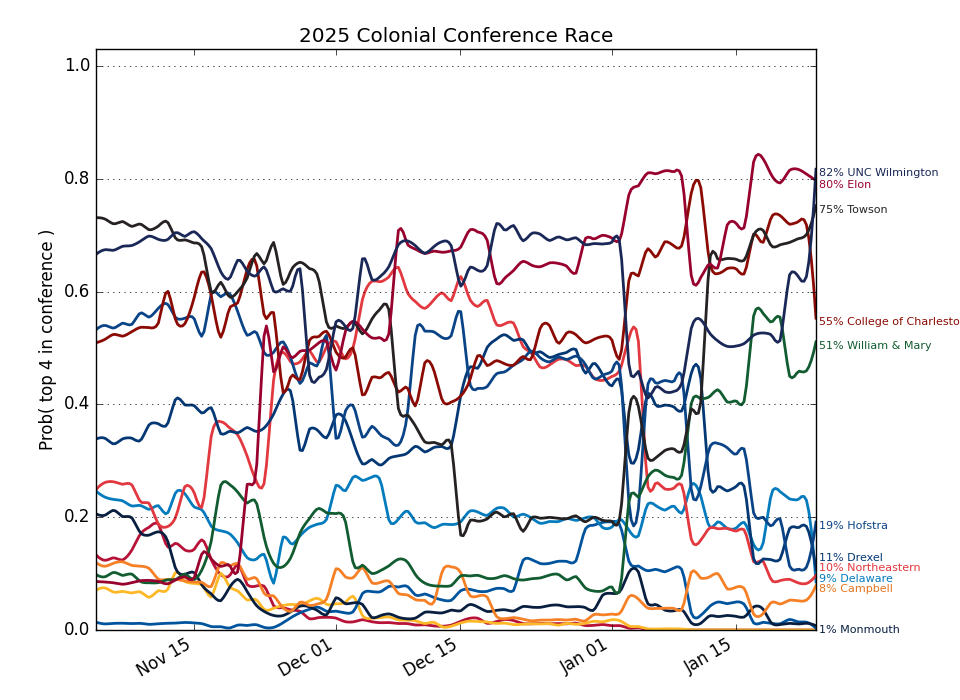 2025 Colonial Conference Race
Prob( top 4 in conference )
1.0
0.8
0.6
0.4
0.2
0.0
Nov 15
Dec 01
Dec 15
Jan 01
Jan 15
82% UNC Wilmington
80% Elon
75% Towson
55% College of Charlesto
51% William & Mary
19% Hofstra
11% Drexel
10% Northeastern
9% Delaware
8% Campbell
1% Monmouth